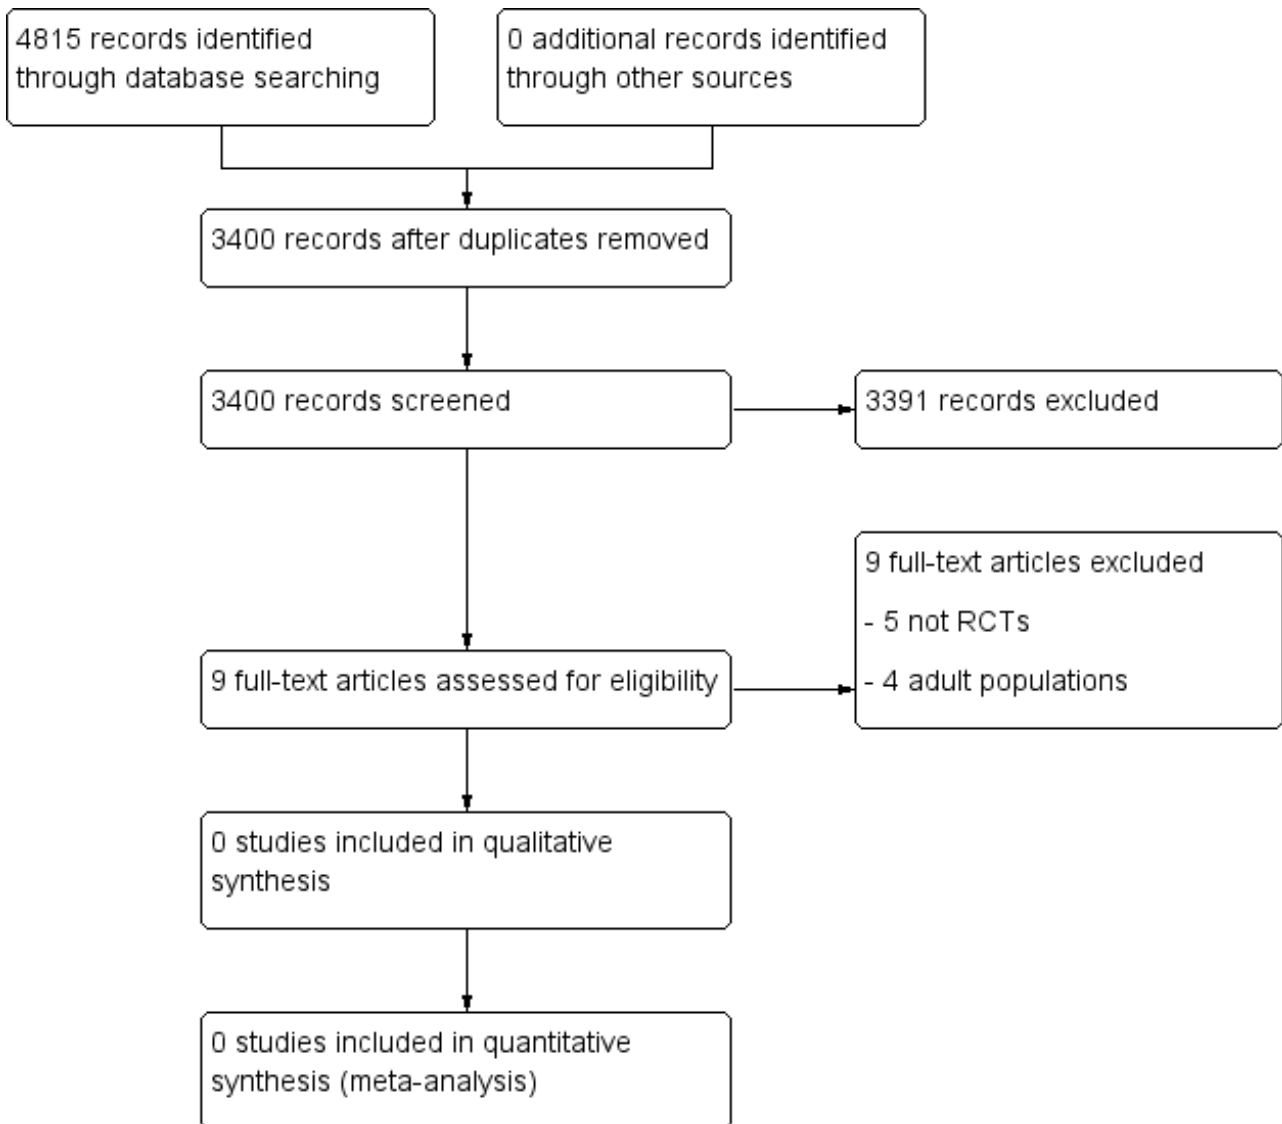 4815 records identified
through database searching
0 additional records identified
through other sources
3400 records after duplicates removed
3400 records screened
3391 records excluded
9 full-text articles assessed for eligibility
9 full-text articles excluded
- 5 not RCTs
- 4 adult populations
0 studies included in qualitative
synthesis
0 studies included in quantitative
synthesis (meta-analysis)